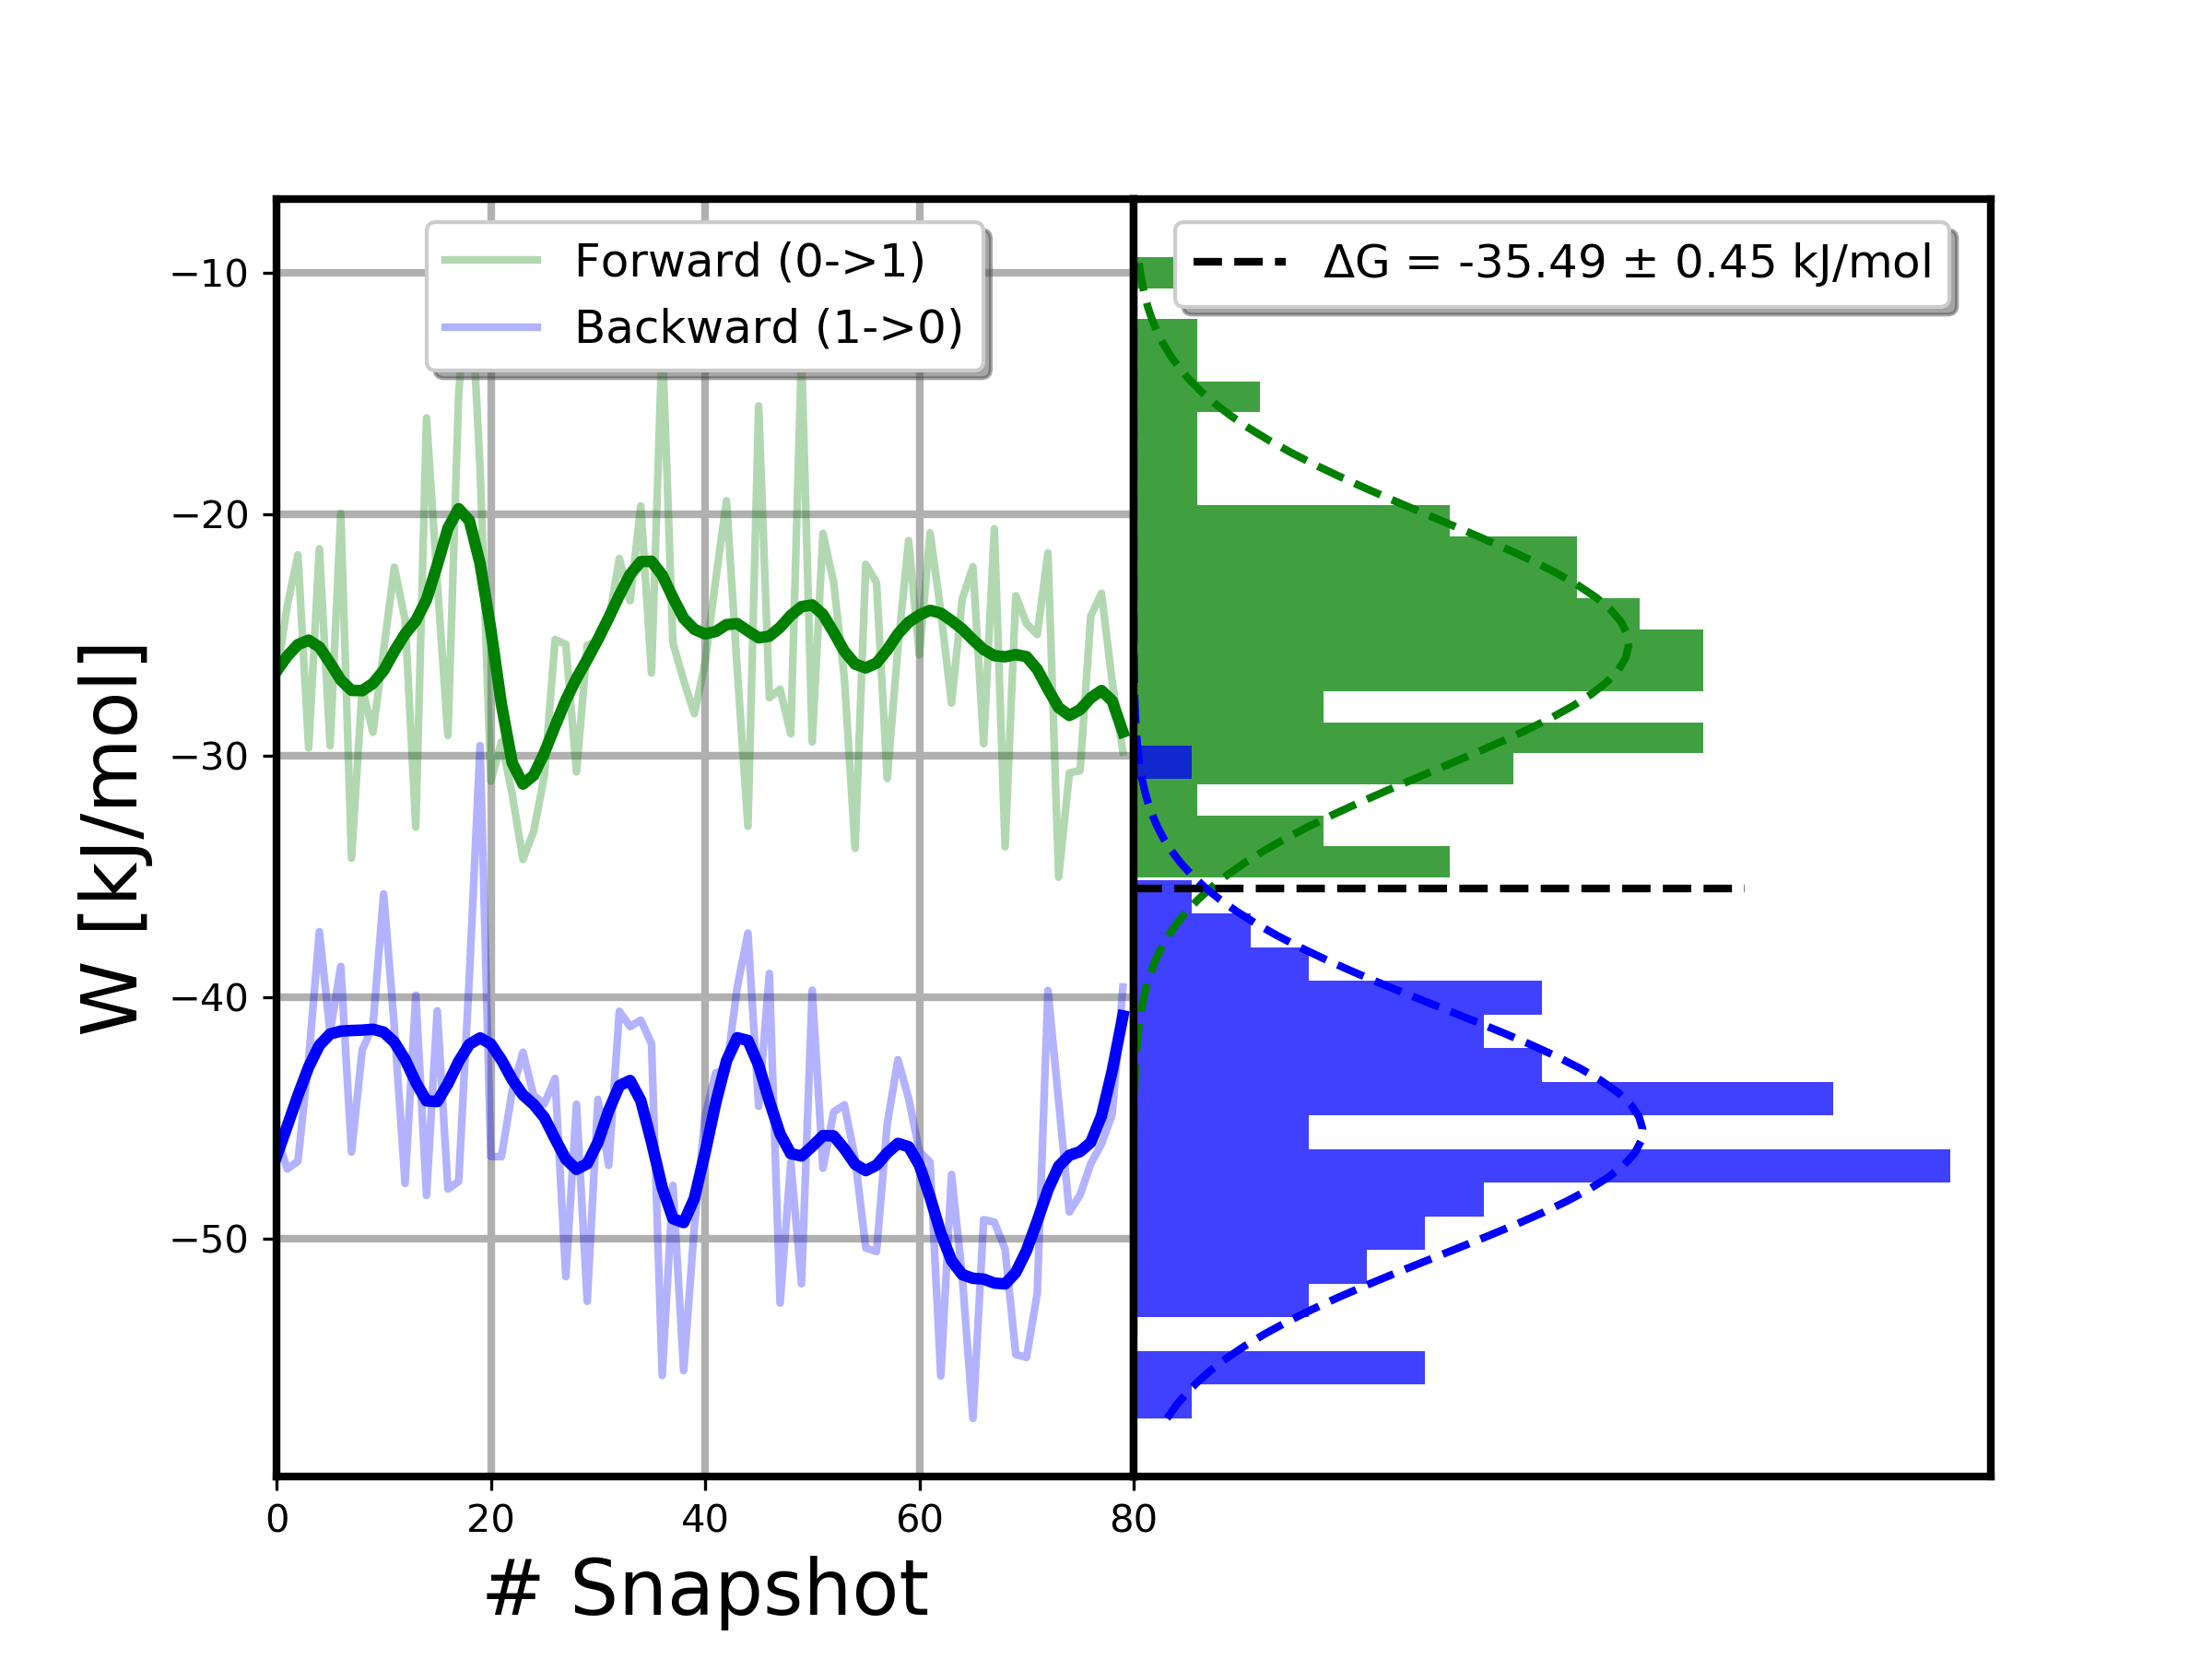 Forward (0->1)
Backward (1->0)
ΔG = -35.49 ± 0.45 kJ/mol
−10
−20
−30
−40
−50
W [kJ/mol]
0 20 40 60 80
# Snapshot